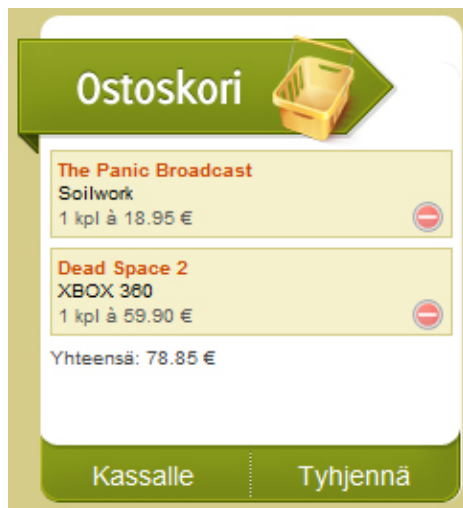 Ostoskori
The Panic Broadcast
Soilwork
1 kpl à 18.95 €
Dead Space 2
XBOX 360
1 kpl à 59.90 €
Yhteensä: 78.85 €
Kassalle
Tyhjennä